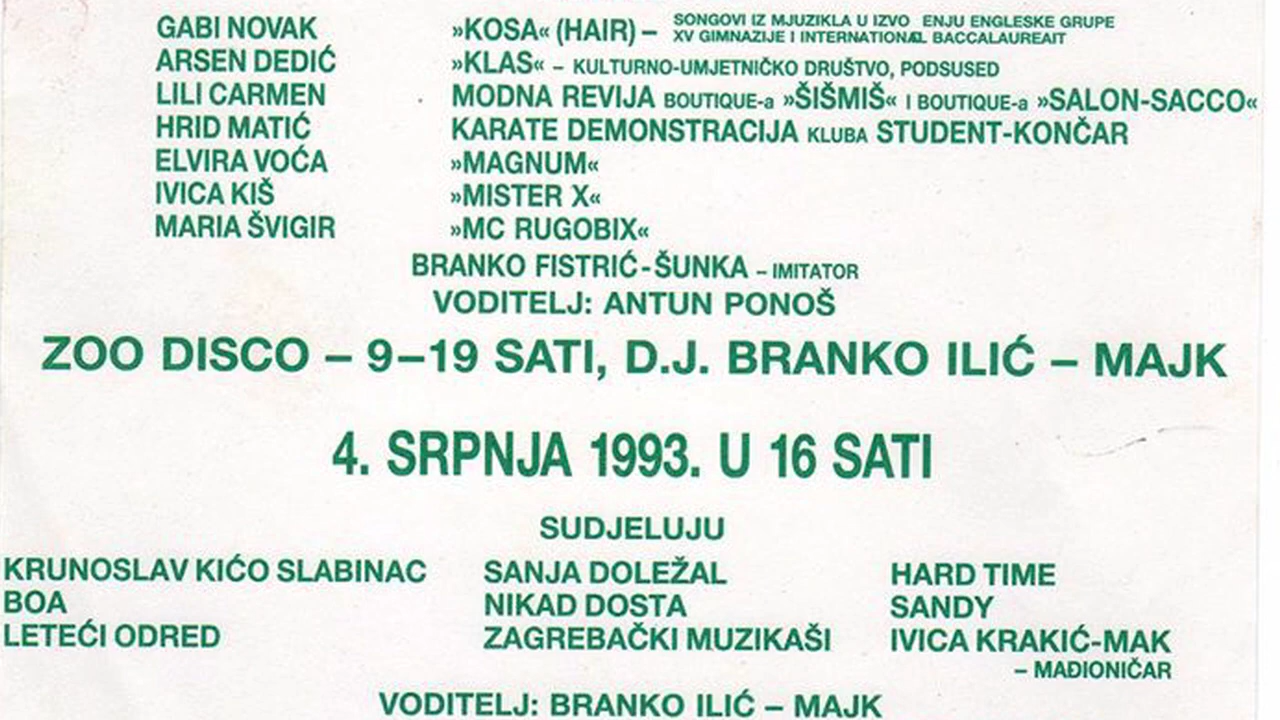 GABI NOVAK »KOSA« (HAIR) – SONGOVI IZ MJUZIKLA U IZVO ENJU ENGLESKE GRUPE
XV GIMNAZIJE I INTERNATIONAL BACCALAUREAIT
ARSEN DEDIĆ »KLAS« – KULTURNO-UMJETNIČKO DRUŠTVO, PODSUSED
LILI CARMEN MODNA REVIJA BOUTIQUE-a »ŠIŠMIŠ« I BOUTIQUE-a »SALON-SACCO«
HRID MATIĆ KARATE DEMONSTRACIJA KLUBA STUDENT-KONČAR
ELVIRA VOĆA »MAGNUM«
IVICA KIŠ »MISTER X«
MARIA ŠVIGIR »MC RUGOBIX«
BRANKO FISTRIĆ-ŠUNKA – IMITATOR
VODITELJ: ANTUN PONOŠ
ZOO DISCO – 9–19 SATI, D.J. BRANKO ILIĆ – MAJK
4. SRPNJA 1993. U 16 SATI
SUDJELUJU
KRUNOSLAV KIĆO SLABINAC SANJA DOLEŽAL HARD TIME
BOA NIKAD DOSTA SANDY
LETEĆI ODRED ZAGREBAČKI MUZIKAŠI IVICA KRAKIĆ-MAK
– MAĐIONIČAR
VODITELJ: BRANKO ILIĆ – MAJK